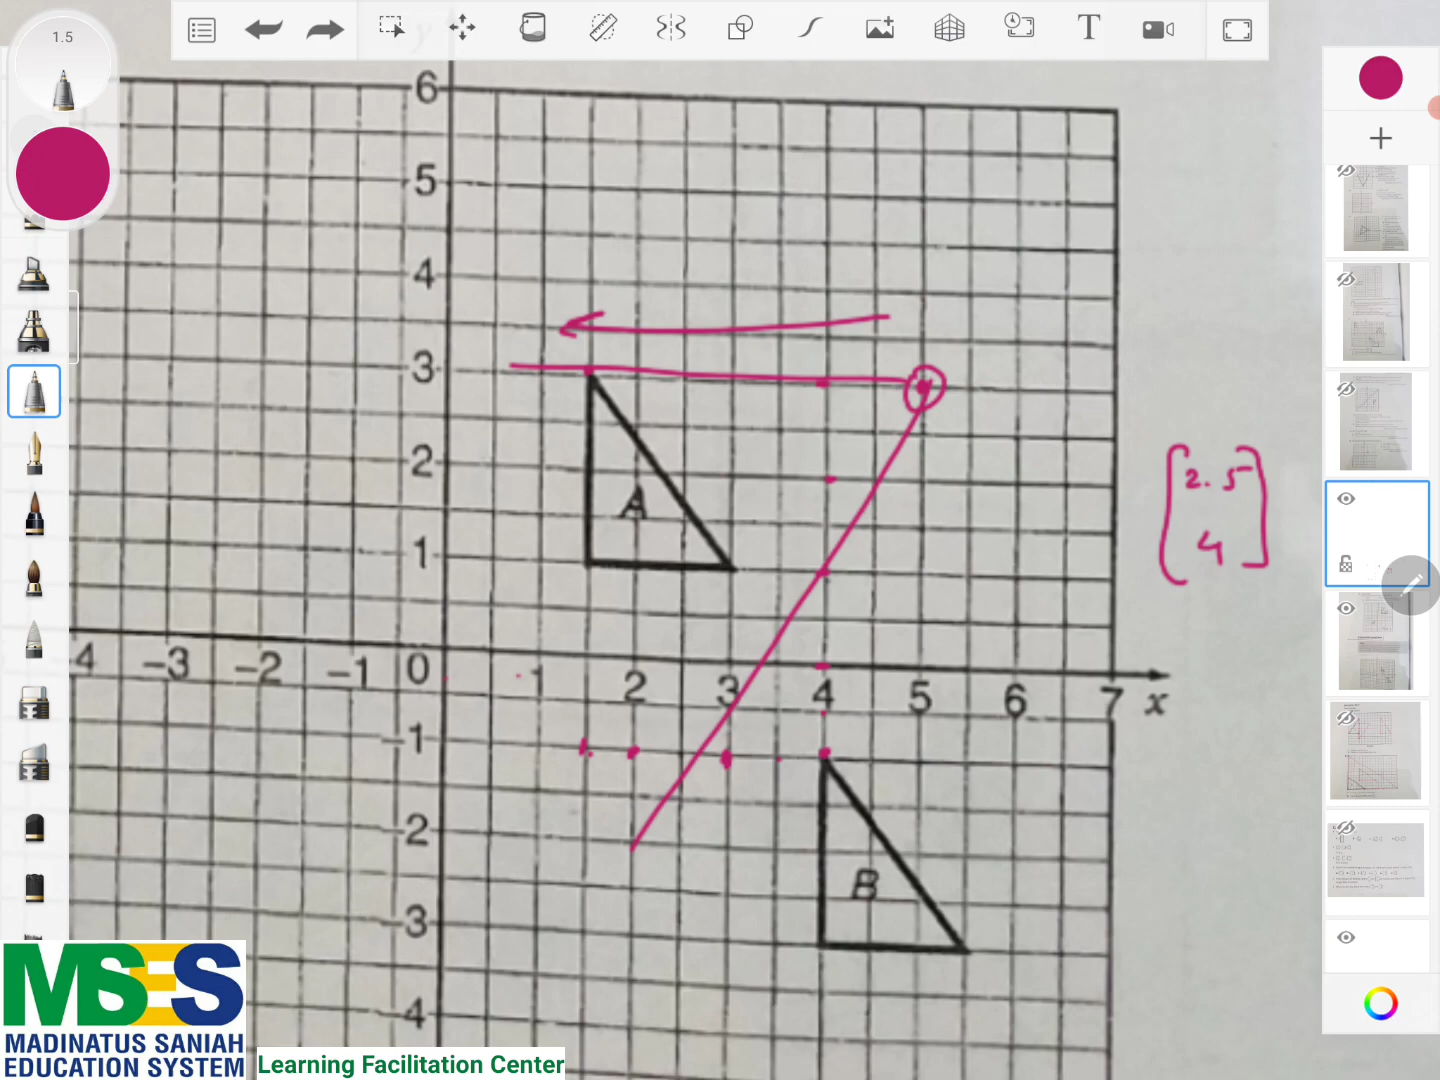 1.5
T
y
6
5
4
3
2
1
A
-4 -3 -2 -1 0 1 2 3 4 5 6 7 x
-1
-2
-3
-4
B
2.5
4
MSES
MADINATUS SANIAH
EDUCATION SYSTEM
Learning Facilitation Center